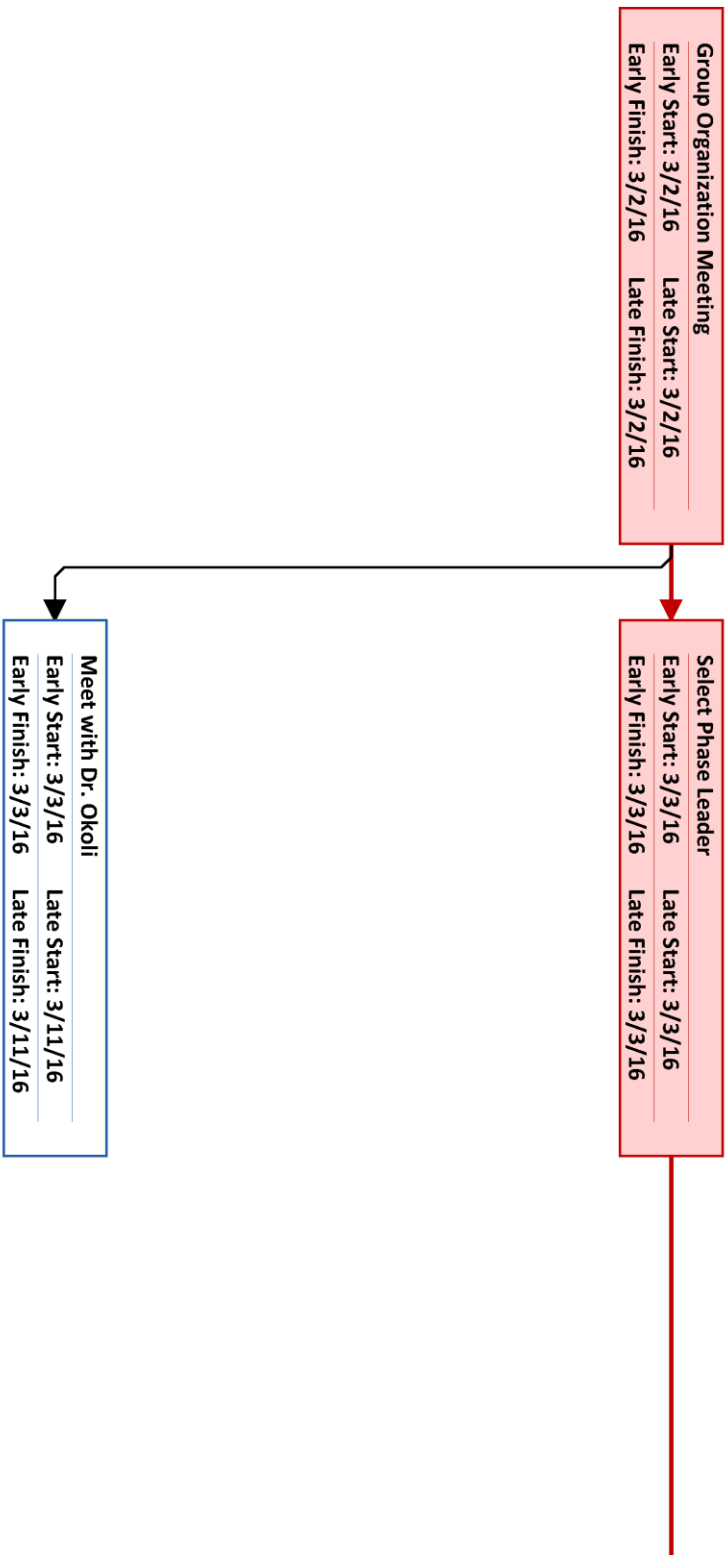 Group Organization Meeting
Early Start: 3/2/16 Late Start: 3/2/16
Early Finish: 3/2/16 Late Finish: 3/2/16
Select Phase Leader
Early Start: 3/3/16 Late Start: 3/3/16
Early Finish: 3/3/16 Late Finish: 3/3/16
Meet with Dr. Okoli
Early Start: 3/3/16 Late Start: 3/11/16
Early Finish: 3/3/16 Late Finish: 3/11/16